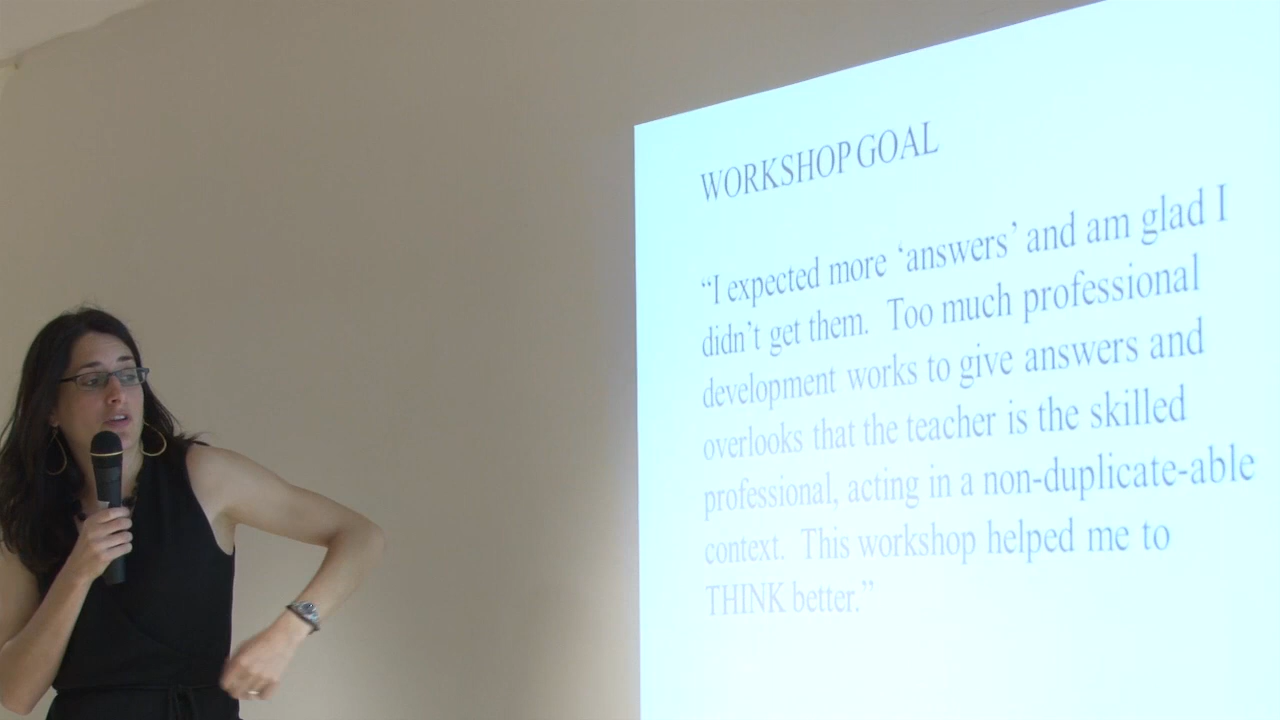 WORKSHOP GOAL
“I expected more ‘answers’ and am glad I
didn’t get them. Too much professional
development works to give answers and
overlooks that the teacher is the skilled
professional, acting in a non-duplicate-able
context. This workshop helped me to
THINK better.”